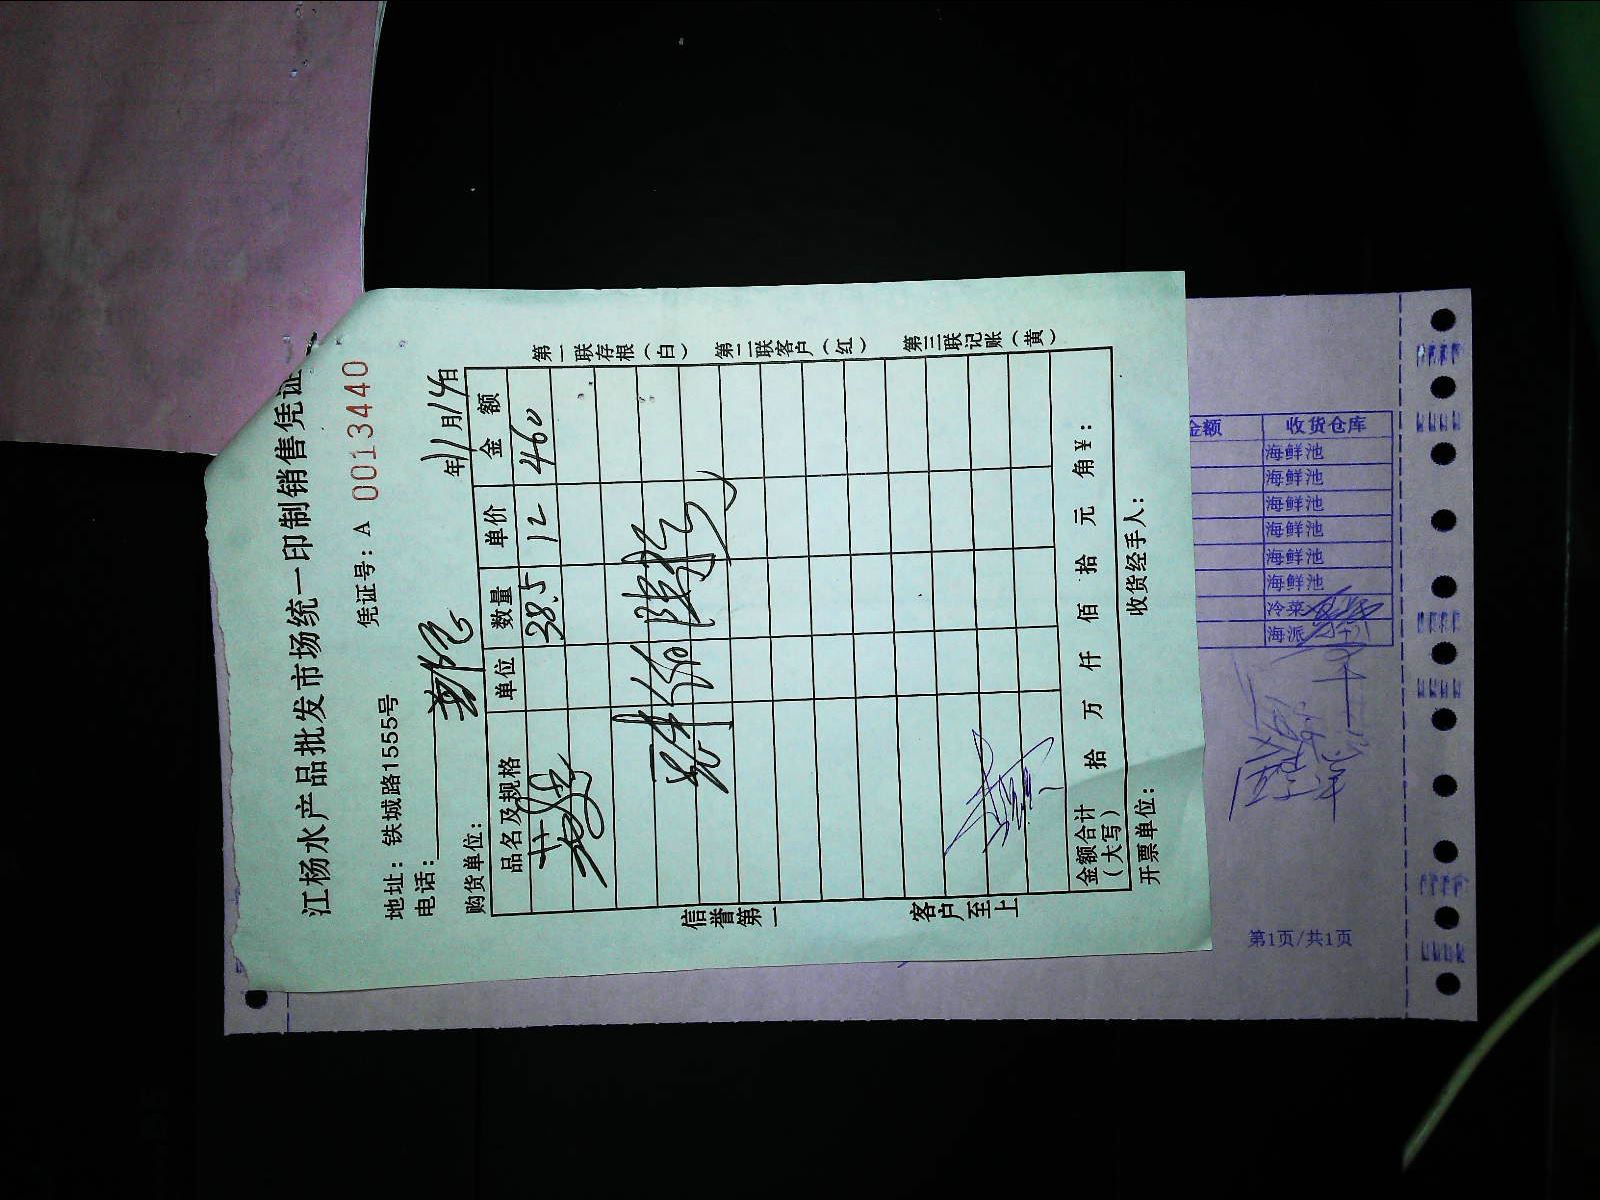 江杨水产品批发市场统一印制销售凭证
凭证号：A 0013440
地址：铁城路1555号
电话：
年11月14日
购货单位：
品名及规格 单位 数量 单价 金额
38.5 12 460
金额合计（大写） 拾 万 仟 佰 拾 元 角 ¥：
开票单位： 收货经手人：
第一联存根（白） 第二联客户（红） 第三联记账（黄）
信誉第一 客户至上
金额 收货仓库
海鲜池
海鲜池
海鲜池
海鲜池
海鲜池
海鲜池
冷菜
海派
第1页/共1页